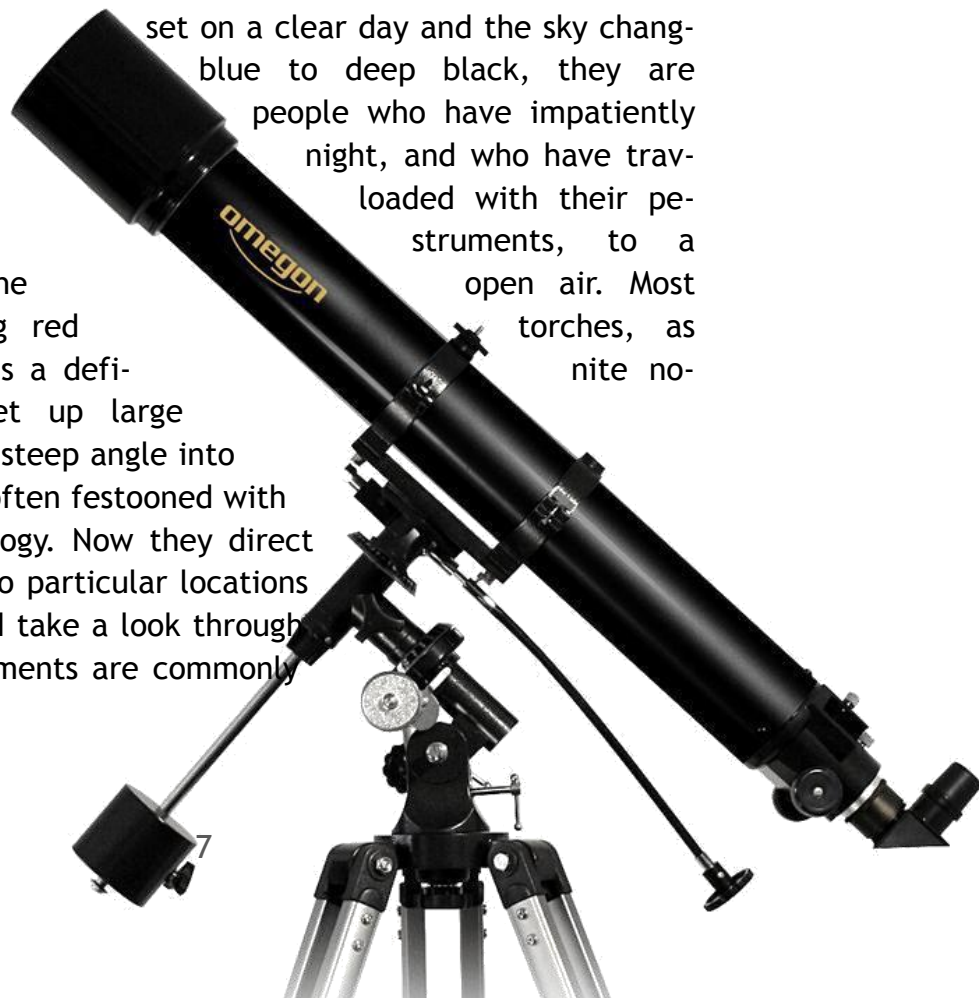 set on a clear day and the sky chang-
blue to deep black, they are
people who have impatiently
night, and who have trav-
loaded with their pe-
struments, to a
open air. Most
g red torches, as
s a defi- nite no-
et up large
steep angle into
often festooned with
ogy. Now they direct
o particular locations
take a look through
ments are commonly
omegon
7